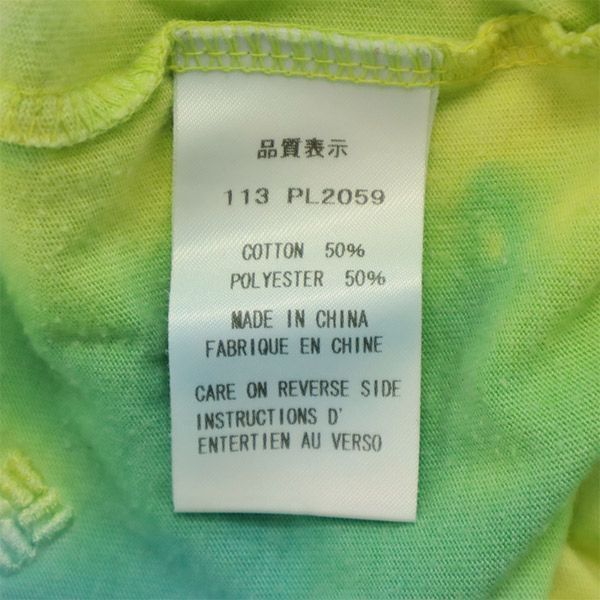 品質表示
113 PL2059
COTTON 50%
POLYESTER 50%
MADE IN CHINA
FABRIQUE EN CHINE
CARE ON REVERSE SIDE
INSTRUCTIONS D'
ENTERTIEN AU VERSO